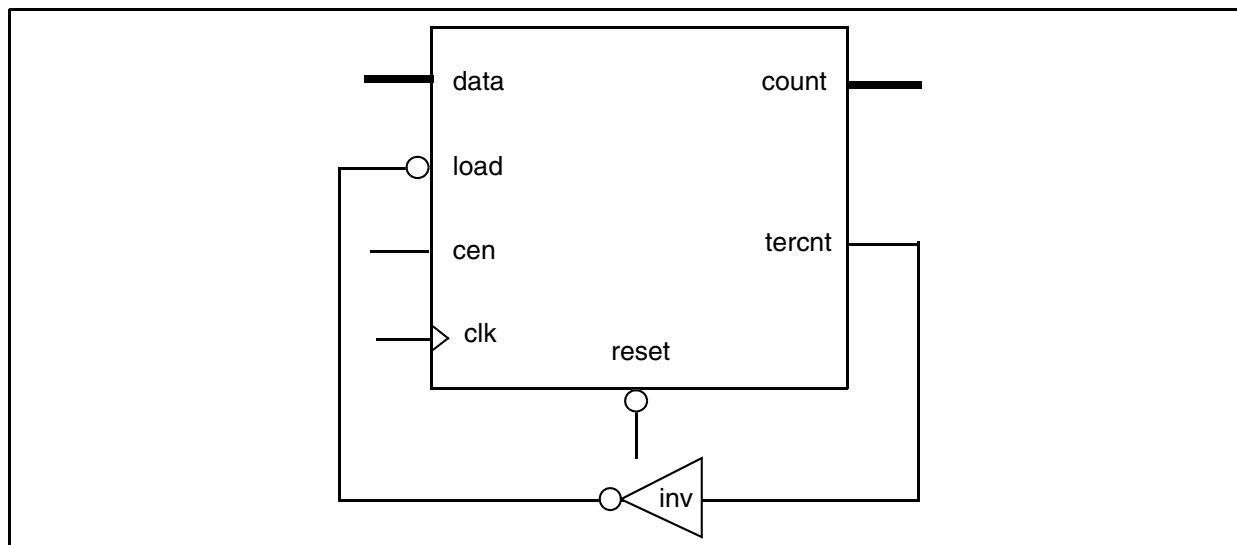 data
count
load
cen
tercnt
clk
reset
inv